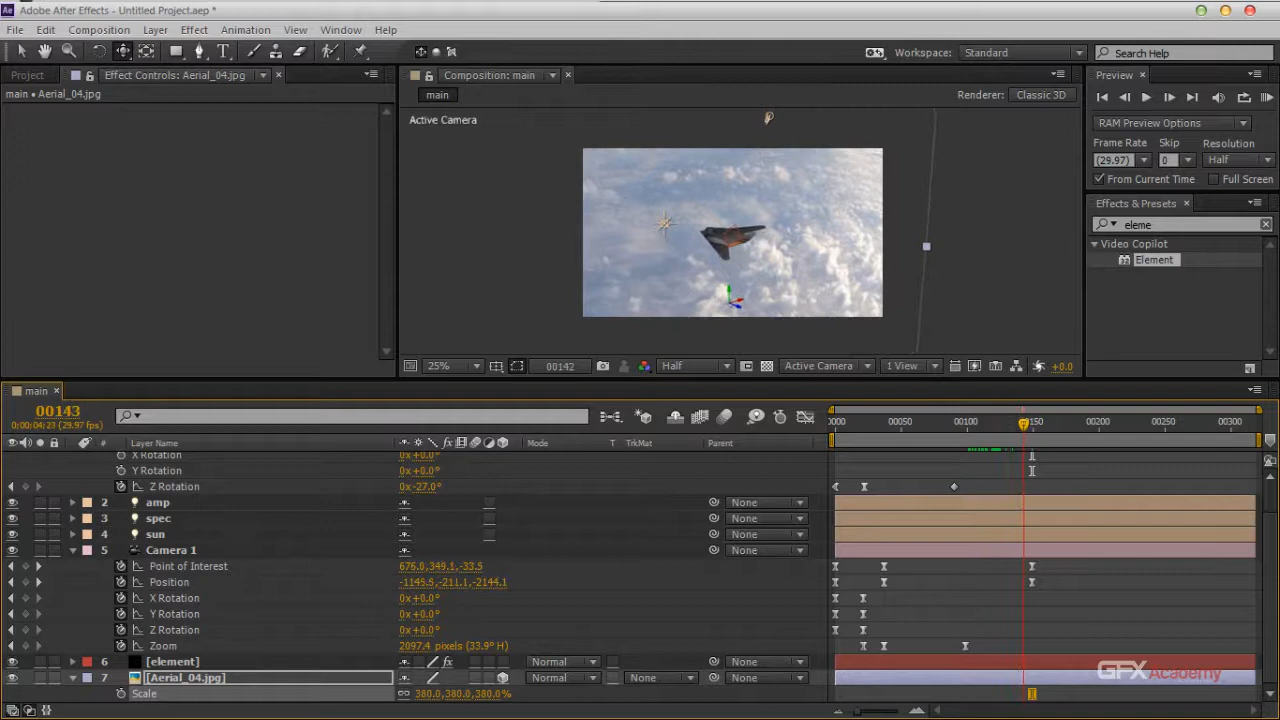 Adobe After Effects - Untitled Project.aep *
File Edit Composition Layer Effect Animation View Window Help
Workspace: Standard Search Help
Project Effect Controls: Aerial_04.jpg Composition: main Preview
main • Aerial_04.jpg main Renderer: Classic 3D
Active Camera
RAM Preview Options
Frame Rate Skip Resolution
(29.97) 0 Half
From Current Time Full Screen
Effects & Presets
eleme
Video Copilot
Element
25% 00142 Half Active Camera 1 View +0.0
main
00143
0:00:04:23 (29.97 fps)
0000 00050 00100 00150 00200 00250 00300
# Layer Name Mode T TrkMat Parent
X Rotation 0x+0.0°
Y Rotation 0x+0.0°
Z Rotation 0x-27.0°
2 amp None
3 spec None
4 sun None
5 Camera 1 None
Point of Interest 676.0,349.1,-33.5
Position -1145.5,-211.1,-2144.1
X Rotation 0x+0.0°
Y Rotation 0x+0.0°
Z Rotation 0x+0.0°
Zoom 2097.4 pixels (33.9° H)
6 [element] Normal None
7 [Aerial_04.jpg] Normal None None
Scale 380.0,380.0,380.0%
GFXAcademy